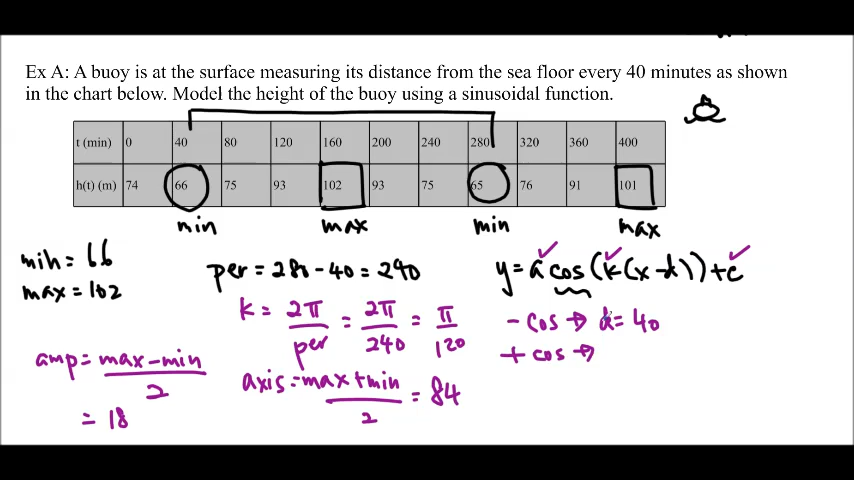 Ex A: A buoy is at the surface measuring its distance from the sea floor every 40 minutes as shown
in the chart below. Model the height of the buoy using a sinusoidal function.
t (min) 0 40 80 120 160 200 240 280 320 360 400
h(t) (m) 74 66 75 93 102 93 75 65 76 91 101
min max min max
min = 66
max = 102
per = 280 - 40 = 240
y = a cos (k(x-d)) + c
k = 2π/per = 2π/240 = π/120
- cos → d = 40
+ cos →
amp = max - min / 2
= 18
axis = max + min / 2 = 84